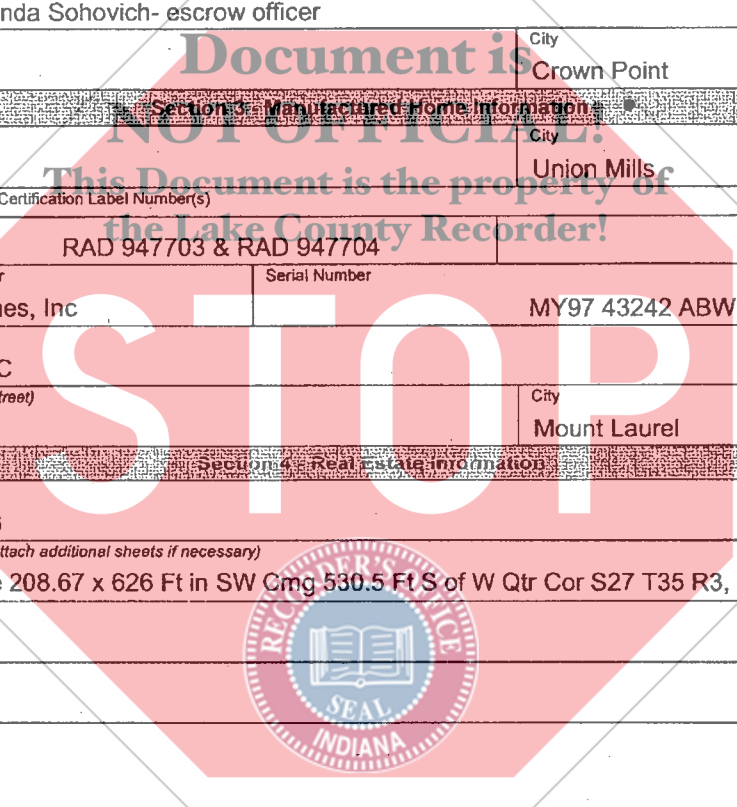 nda Sohovich- escrow officer
Document is
City
Crown Point
Section 3 - Manufactured Home Information
NOT OFFICIAL!
City
Union Mills
This Document is the property of
Certification Label Number(s)
the Lake County Recorder!
RAD 947703 & RAD 947704
Serial Number
nes, Inc
MY97 43242 ABW
STOP
C
treet)
City
Mount Laurel
Section 4 - Real Estate Information
ttach additional sheets if necessary)
e 208.67 x 626 Ft in SW Cmg 530.5 Ft S of W Qtr Cor S27 T35 R3,
RECORDER'S OFFICE
SEAL
INDIANA